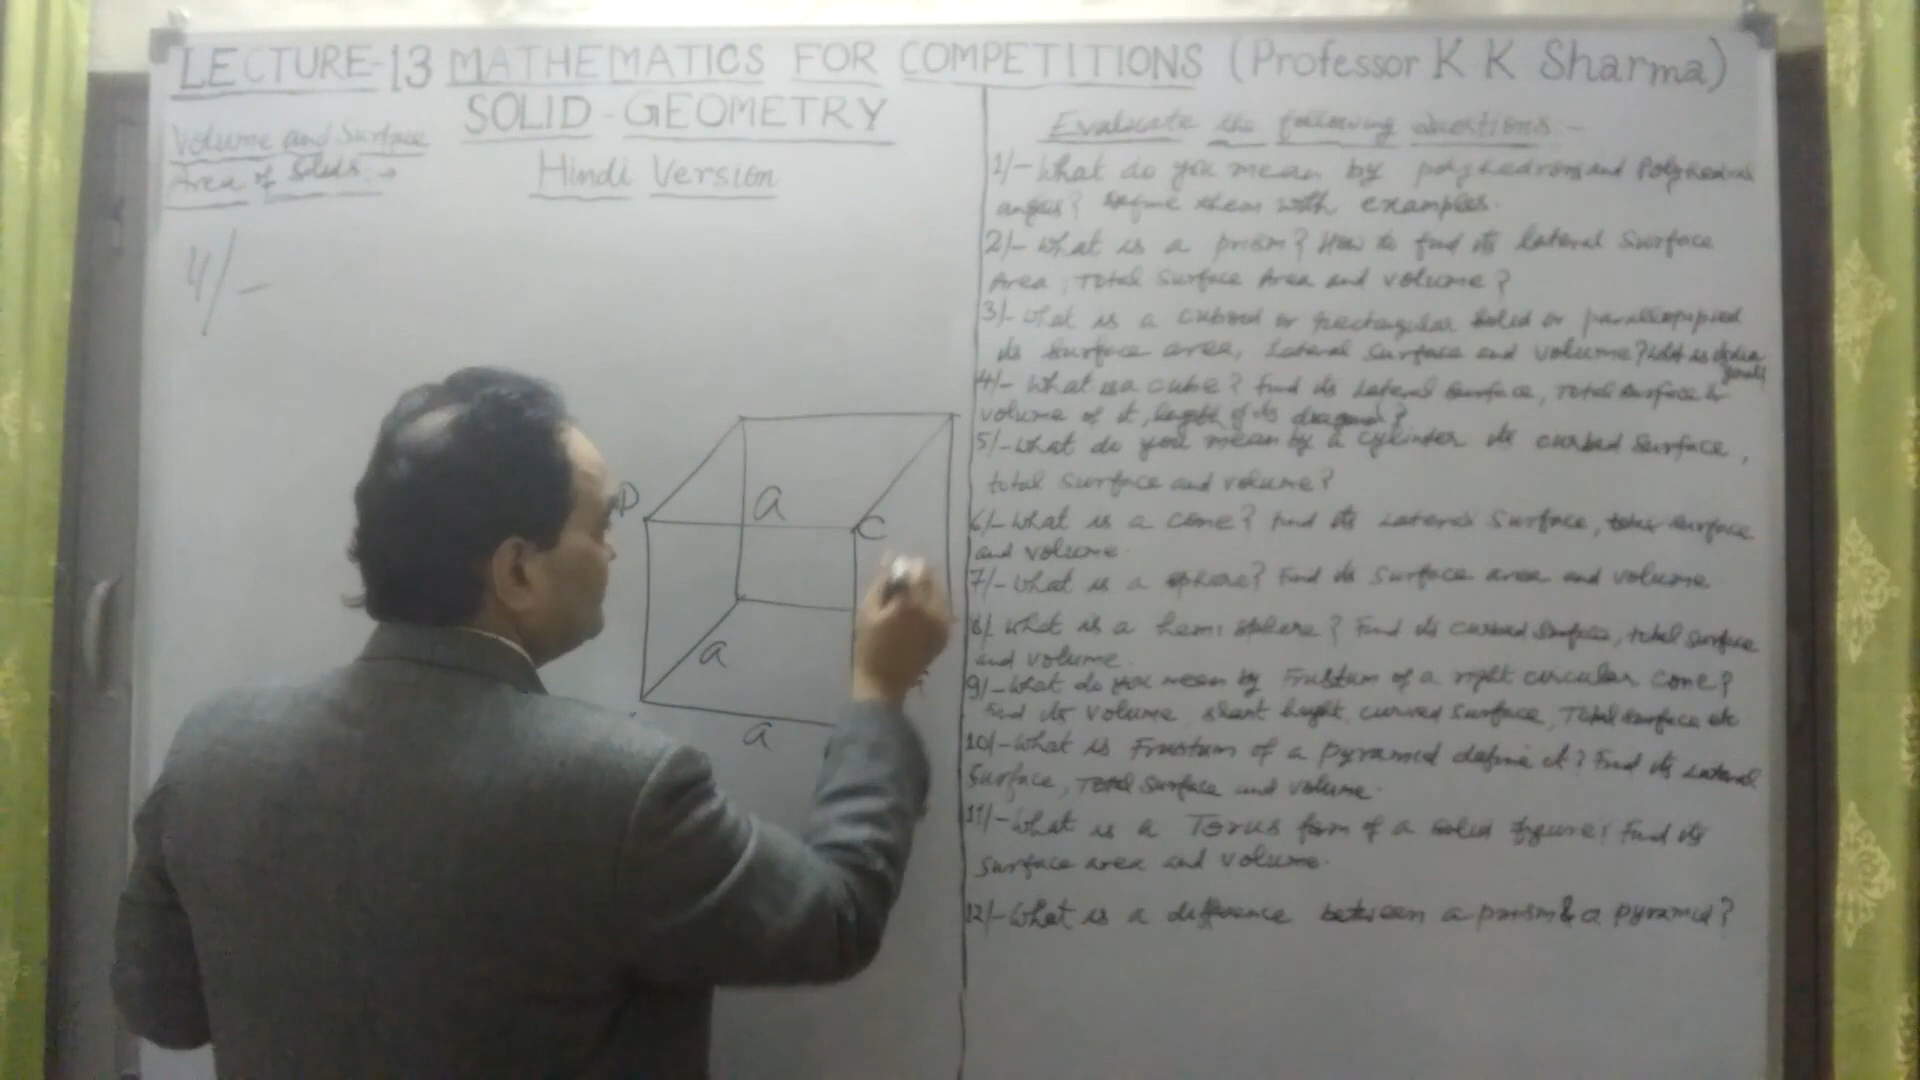 LECTURE-13 MATHEMATICS FOR COMPETITIONS (Professor K K Sharma)
SOLID-GEOMETRY
Volume and Surface
Area of Solids :→
Hindi Version
4/-
D
a
C
a
a
Evaluate the following Questions -
1/- What do you mean by polyhedrons and Polyhedral
angles? define them with examples.
2/- What is a prism? How to find its lateral Surface
Area, Total Surface Area and volume?
3/- What is a cuboid or rectangular Solid or
its surface area, Lateral Surface and volume? What is
4/- What is a cube? Find its Lateral Surface, Total Surface &
volume of it, length of its diagonal?
5/- What do you mean by a cylinder its curbed Surface,
total Surface and volume?
6/- What is a cone? find its Lateral Surface, total surface
and volume.
7/- What is a sphere? Find its surface area and volume
8/- What is a hemi sphere? Find its curbed Surface, total surface
and volume.
9/- What do you mean by Frustum of a right circular cone?
Find its Volume, slant height, curved surface, Total surface etc
10/- What is Frustum of a pyramid define it? Find its Lateral
Surface, Total Surface and volume.
11/- What is a Torus form of a solid figure? Find its
surface area and volume.
12/- What is a difference between a prism & a pyramid?